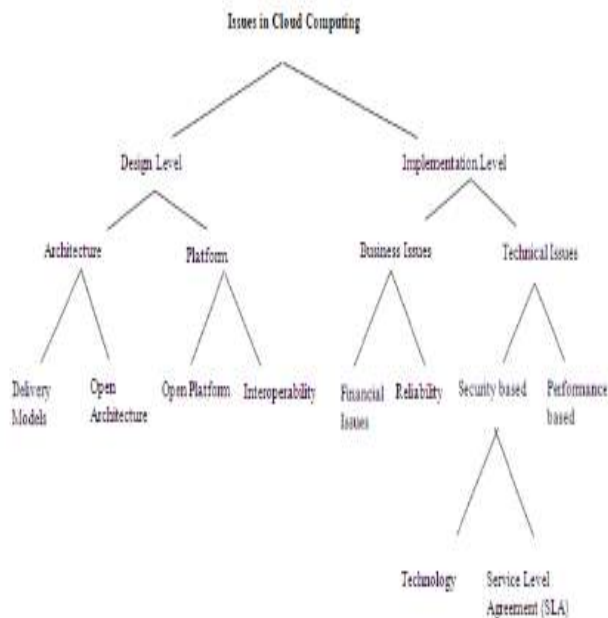 Issues in Cloud Computing
Design Level
Implementation Level
Architecture
Platform
Business Issues
Technical Issues
Delivery
Models
Open
Architecture
Open Platform
Interoperability
Financial
Issues
Reliability
Security based
Performance
based
Technology
Service Level
Agreement (SLA)